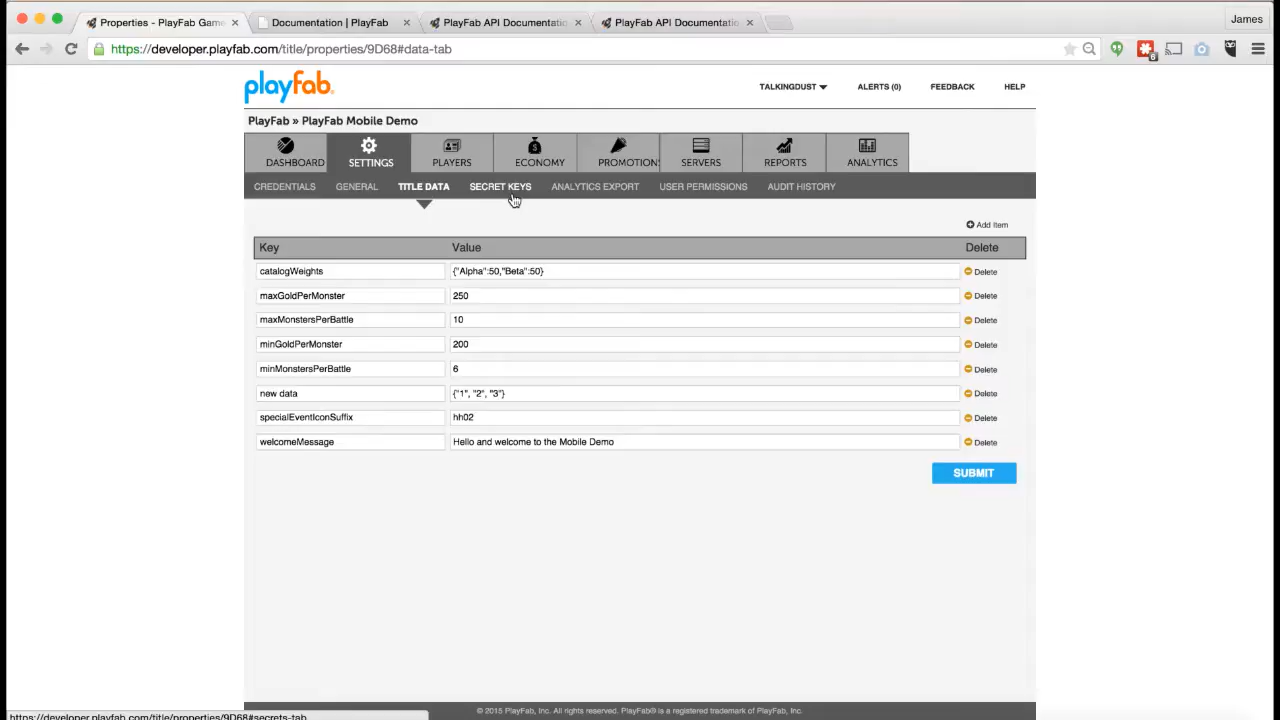 Properties - PlayFab Game
Documentation | PlayFab
PlayFab API Documentatio
PlayFab API Documentatio
James
https://developer.playfab.com/title/properties/9D68#data-tab
6
playfab
TALKINGDUST
ALERTS (0)
FEEDBACK
HELP
PlayFab » PlayFab Mobile Demo
DASHBOARD
SETTINGS
PLAYERS
ECONOMY
PROMOTION
SERVERS
REPORTS
ANALYTICS
CREDENTIALS
GENERAL
TITLE DATA
SECRET KEYS
ANALYTICS EXPORT
USER PERMISSIONS
AUDIT HISTORY
Add Item
Key Value Delete
catalogWeights {"Alpha":50,"Beta":50} Delete
maxGoldPerMonster 250 Delete
maxMonstersPerBattle 10 Delete
minGoldPerMonster 200 Delete
minMonstersPerBattle 6 Delete
new data {"1", "2", "3"} Delete
specialEventIconSuffix hh02 Delete
welcomeMessage Hello and welcome to the Mobile Demo Delete
SUBMIT
© 2015 PlayFab, Inc. All rights reserved. PlayFab® is a registered trademark of PlayFab, Inc.
https://developer.playfab.com/title/properties/9D68#secrets-tab